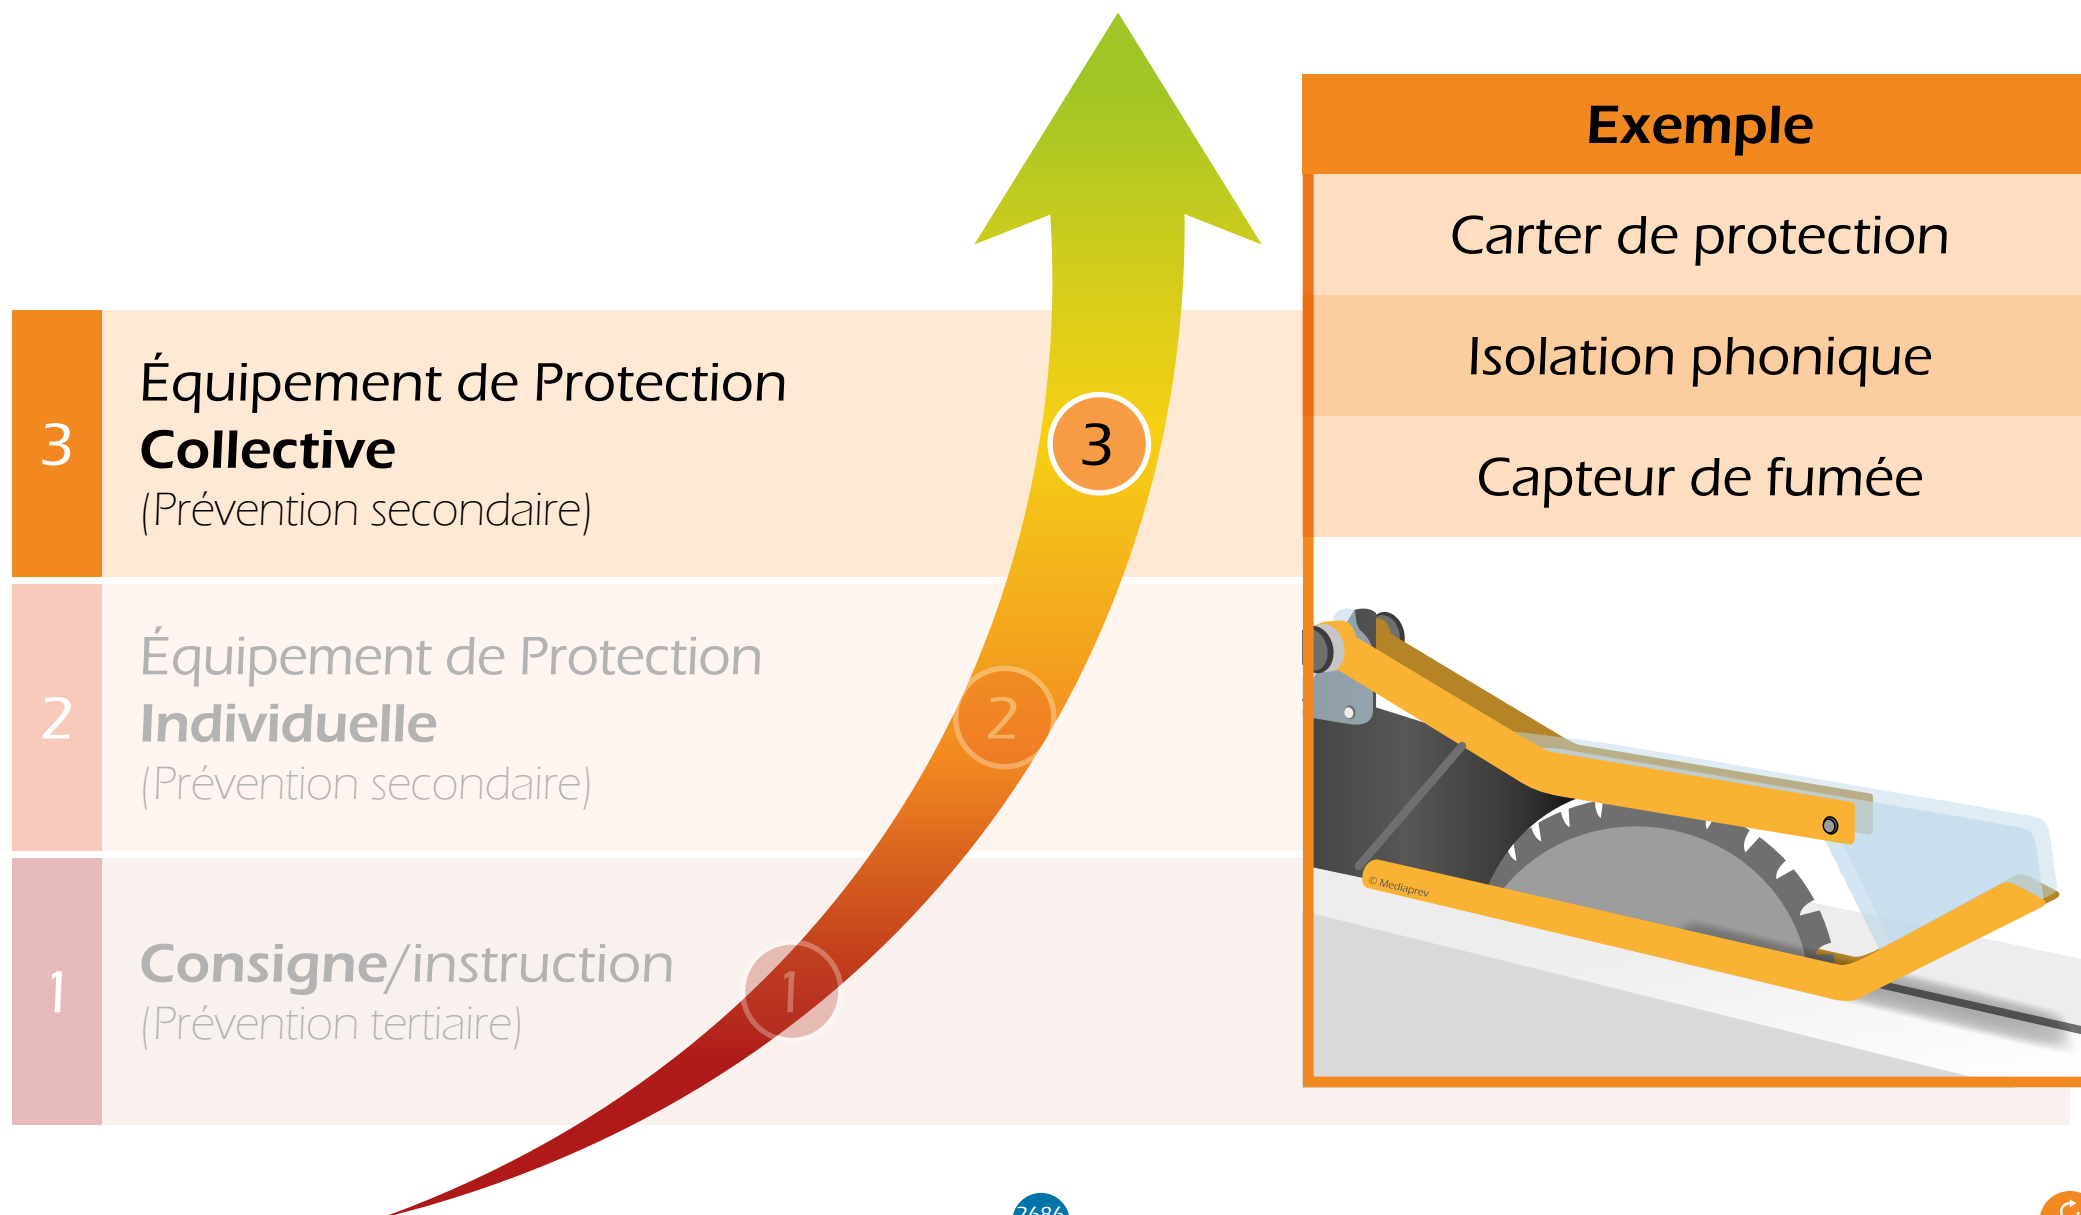 Exemple
Carter de protection
Isolation phonique
Capteur de fumée
3
Équipement de Protection
Collective
(Prévention secondaire)
3
2
Équipement de Protection
Individuelle
(Prévention secondaire)
2
1
Consigne/instruction
(Prévention tertiaire)
1
© Mediaprev
2686